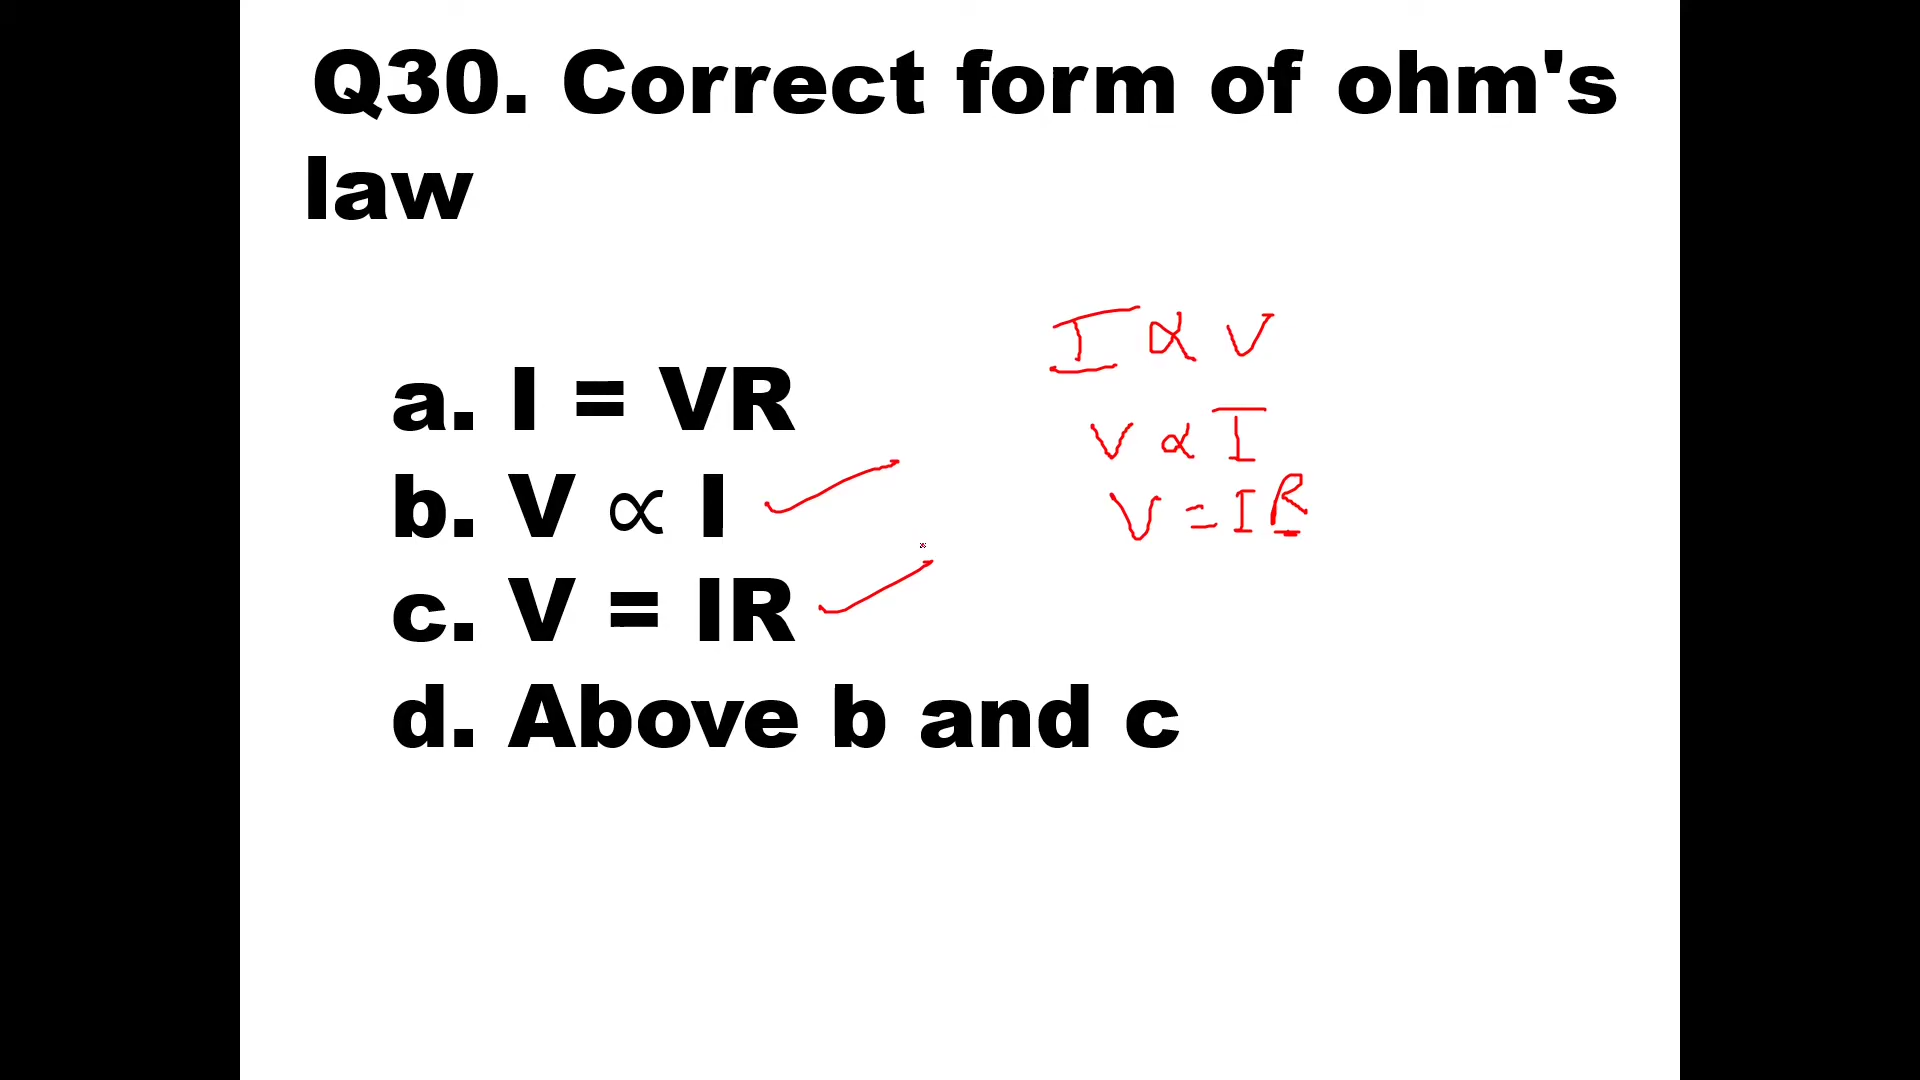 Q30. Correct form of ohm's
law
a. I = VR
b. V ∝ I
c. V = IR
d. Above b and c
I ∝ V
V ∝ I
V = IR